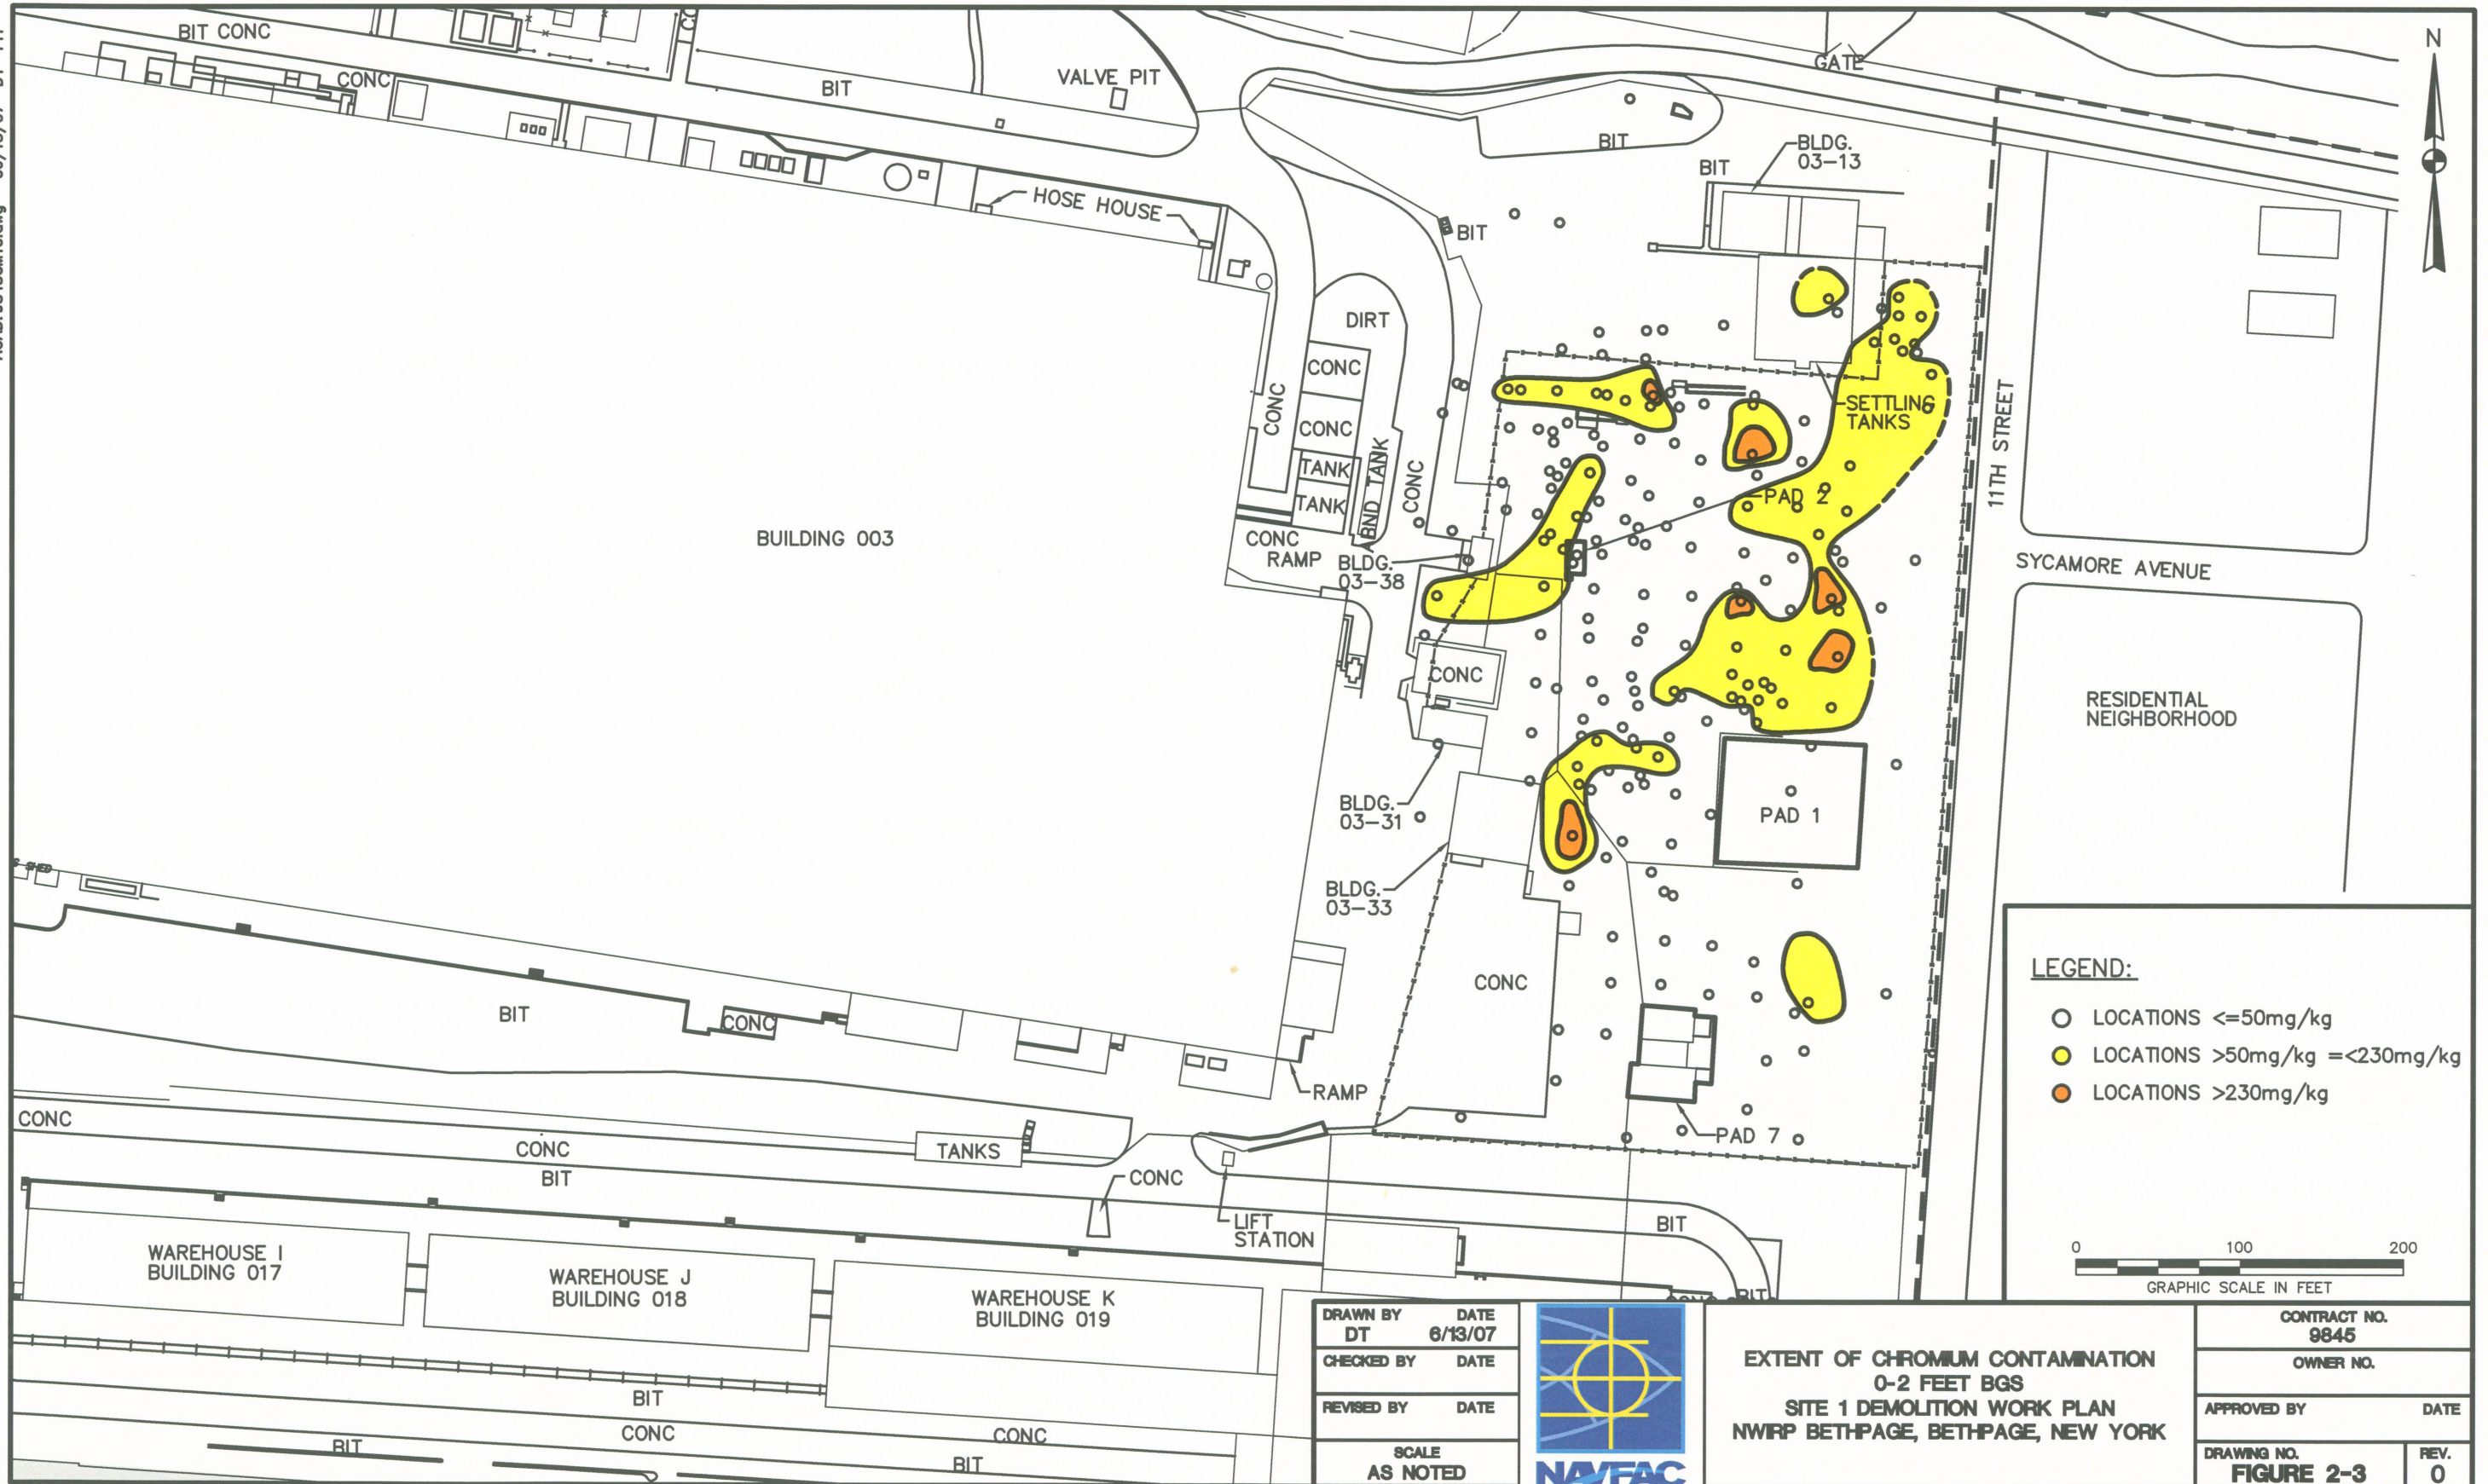 BIT CONC
CONC
BIT
VALVE PIT
GATE
N
BIT
BLDG.
03-13
BIT
HOSE HOUSE
BIT
DIRT
CONC
CONC
CONC
TANK
TANK
ABND TANK
CONC
SETTLING
TANKS
11TH STREET
PAD 2
BUILDING 003
CONC
RAMP
BLDG.
03-38
SYCAMORE AVENUE
CONC
RESIDENTIAL
NEIGHBORHOOD
BLDG.
03-31
PAD 1
BLDG.
03-33
CONC
BIT
CONC
RAMP
PAD 7
CONC
CONC
TANKS
BIT
CONC
LIFT
STATION
BIT
WAREHOUSE I
BUILDING 017
WAREHOUSE J
BUILDING 018
WAREHOUSE K
BUILDING 019
BIT
BIT
CONC
CONC
BIT
BIT
LEGEND:
LOCATIONS <=50mg/kg
LOCATIONS >50mg/kg =<230mg/kg
LOCATIONS >230mg/kg
0 100 200
GRAPHIC SCALE IN FEET
DRAWN BY DATE
DT 6/13/07
CHECKED BY DATE
REVISED BY DATE
SCALE
AS NOTED
NAVFAC
EXTENT OF CHROMIUM CONTAMINATION
0-2 FEET BGS
SITE 1 DEMOLITION WORK PLAN
NWIRP BETHPAGE, BETHPAGE, NEW YORK
CONTRACT NO.
9845
OWNER NO.
APPROVED BY DATE
DRAWING NO.
FIGURE 2-3
REV.
0